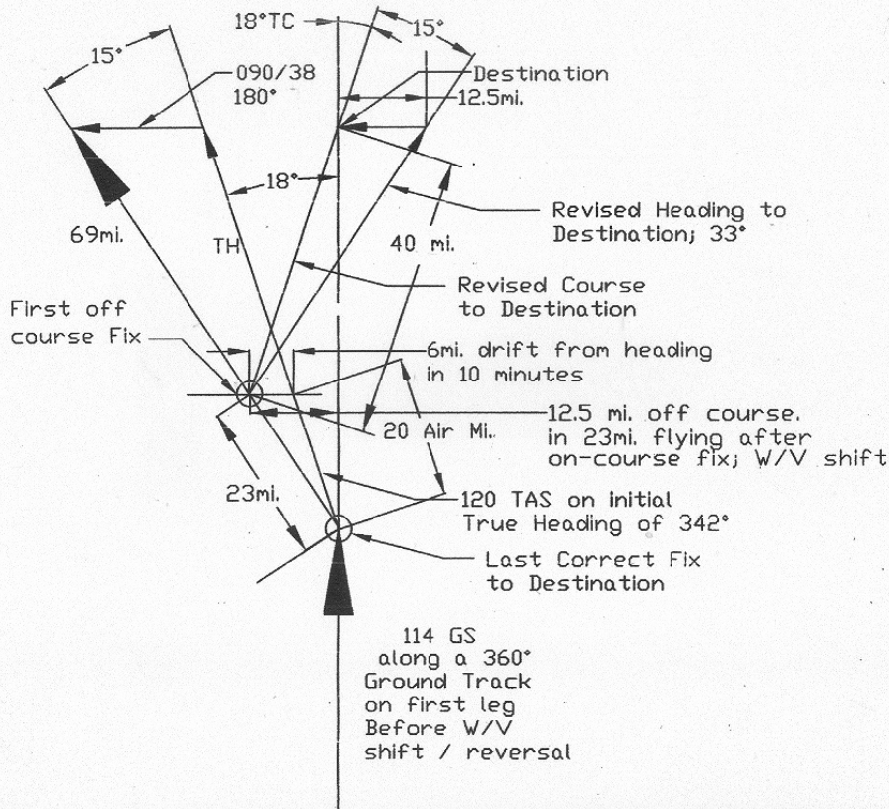 18°TC
15°
15°
090/38
180°
Destination
12.5mi.
18°
69mi.
TH
40 mi.
Revised Heading to
Destination; 33°
Revised Course
to Destination
First off
course Fix
6mi. drift from heading
in 10 minutes
20 Air Mi.
12.5 mi. off course.
in 23mi. flying after
on-course fix; W/V shift
23mi.
120 TAS on initial
True Heading of 342°
Last Correct Fix
to Destination
114 GS
along a 360°
Ground Track
on first leg
Before W/V
shift / reversal